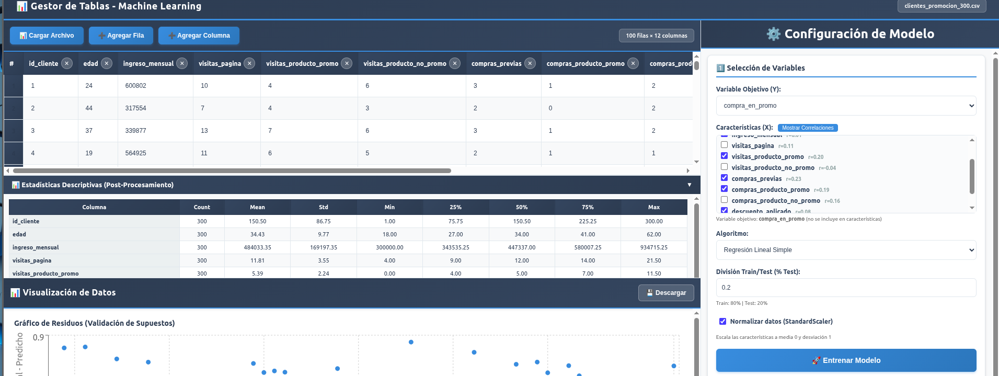 📊 Gestor de Tablas - Machine Learning
clientes_promocion_300.csv
📊 Cargar Archivo
➕ Agregar Fila
➕ Agregar Columna
100 filas × 12 columnas
# id_cliente × edad × ingreso_mensual × visitas_pagina × visitas_producto_promo × visitas_producto_no_promo × compras_previas × compras_producto_promo × compras_prod
1 24 600802 10 4 6 3 1 2
2 44 317554 7 4 3 2 0 2
3 37 339877 13 7 6 3 1 2
4 19 564925 11 6 5 2 1 1
📊 Estadísticas Descriptivas (Post-Procesamiento) ▼
Columna Count Mean Std Min 25% 50% 75% Max
id_cliente 300 150.50 86.75 1.00 75.75 150.50 225.25 300.00
edad 300 34.43 9.77 18.00 27.00 34.00 41.00 62.00
ingreso_mensual 300 484033.35 169197.35 300000.00 343535.25 447337.00 580007.25 934715.25
visitas_pagina 300 11.81 3.55 4.00 9.00 12.00 14.00 21.50
visitas_producto_promo 300 5.39 2.24 0.00 4.00 5.00 7.00 11.50
📊 Visualización de Datos
💾 Descargar
Gráfico de Residuos (Validación de Supuestos)
0.9
- Predicho
⚙️ Configuración de Modelo
1️⃣ Selección de Variables
Variable Objetivo (Y):
compra_en_promo
Características (X): Mostrar Correlaciones
ingreso_mensual
visitas_pagina r=0.11
visitas_producto_promo r=0.20
visitas_producto_no_promo r=-0.04
compras_previas r=0.23
compras_producto_promo r=0.19
compras_producto_no_promo r=0.16
descuento_aplicado r=0.08
Variable objetivo: compra_en_promo (no se incluye en características)
Algoritmo:
Regresión Lineal Simple
División Train/Test (% Test):
0.2
Train: 80% | Test: 20%
Normalizar datos (StandardScaler)
Escala las características a media 0 y desviación 1
🚀 Entrenar Modelo